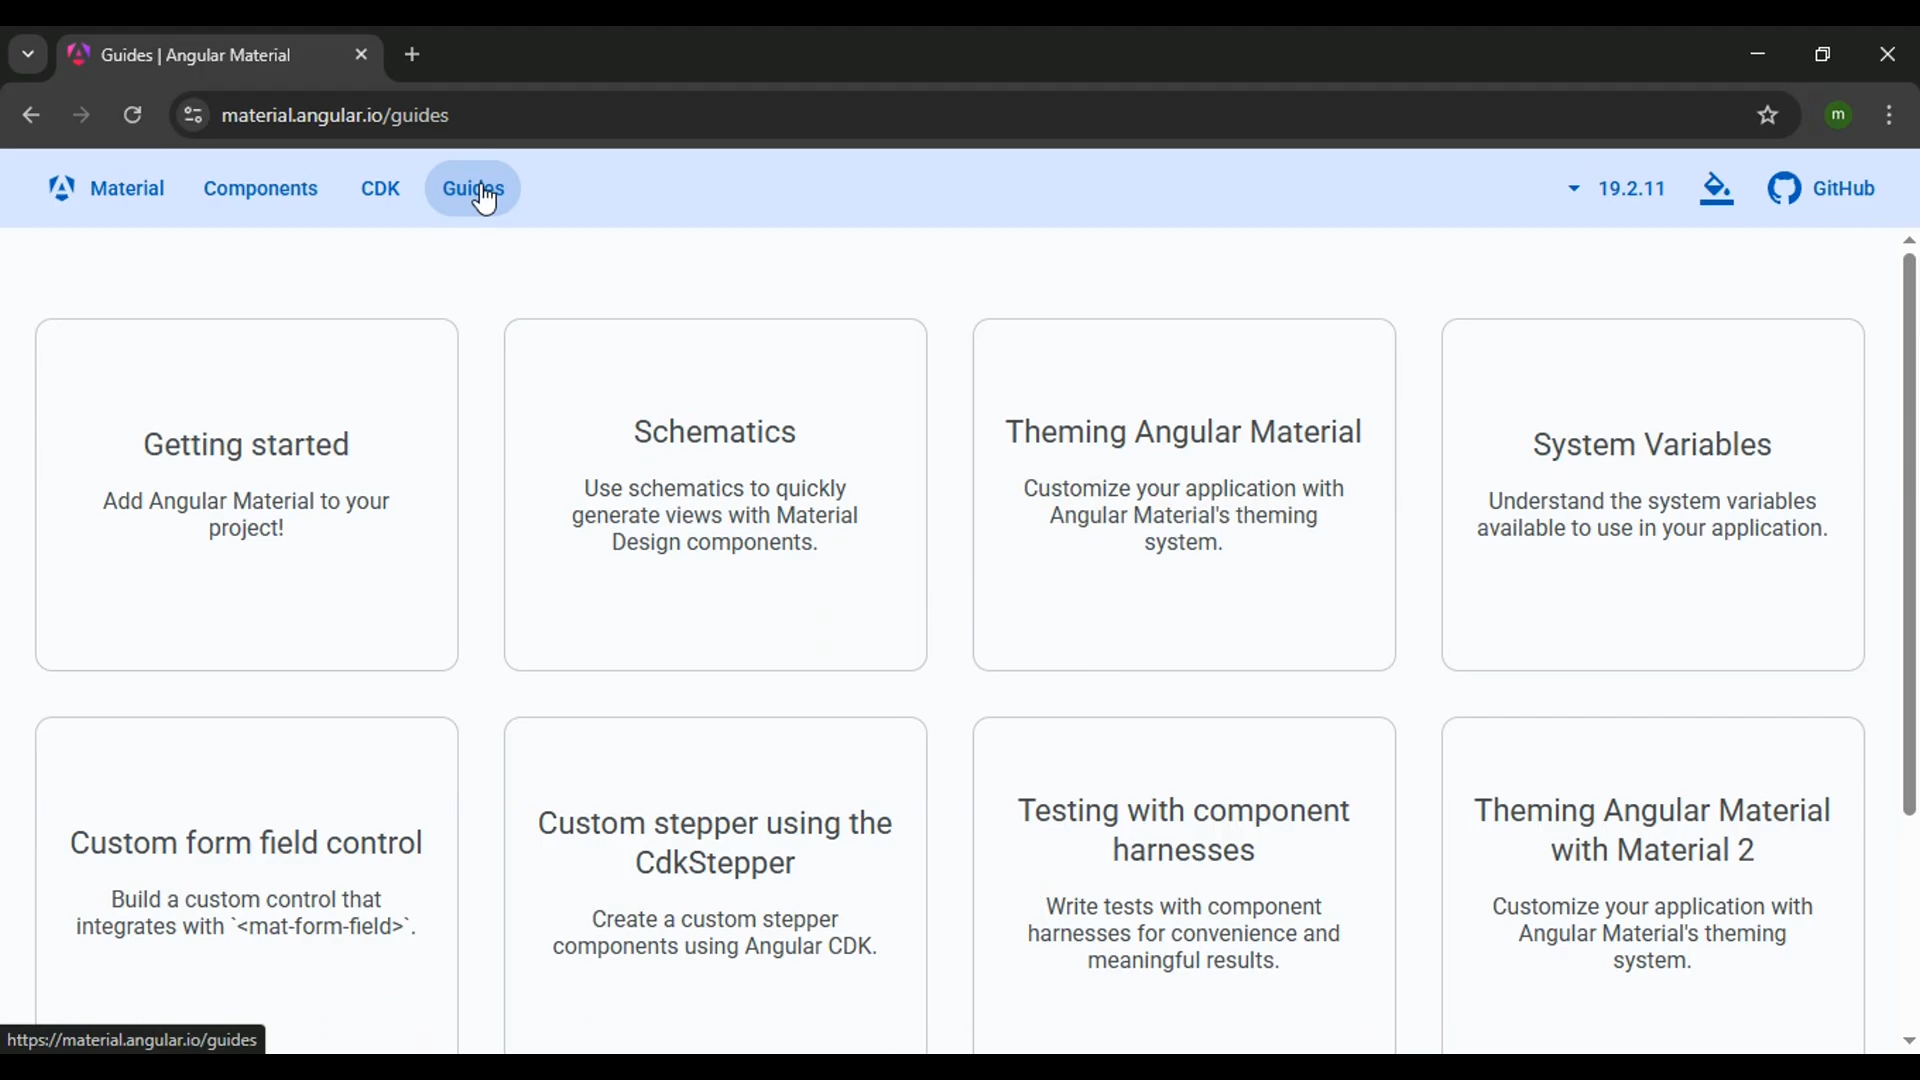 Guides | Angular Material
material.angular.io/guides
m
Material Components CDK Guides 19.2.11 GitHub
Getting started
Add Angular Material to your
project!
Schematics
Use schematics to quickly
generate views with Material
Design components.
Theming Angular Material
Customize your application with
Angular Material's theming
system.
System Variables
Understand the system variables
available to use in your application.
Custom form field control
Build a custom control that
integrates with `<mat-form-field>`.
Custom stepper using the
CdkStepper
Create a custom stepper
components using Angular CDK.
Testing with component
harnesses
Write tests with component
harnesses for convenience and
meaningful results.
Theming Angular Material
with Material 2
Customize your application with
Angular Material's theming
system.
https://material.angular.io/guides